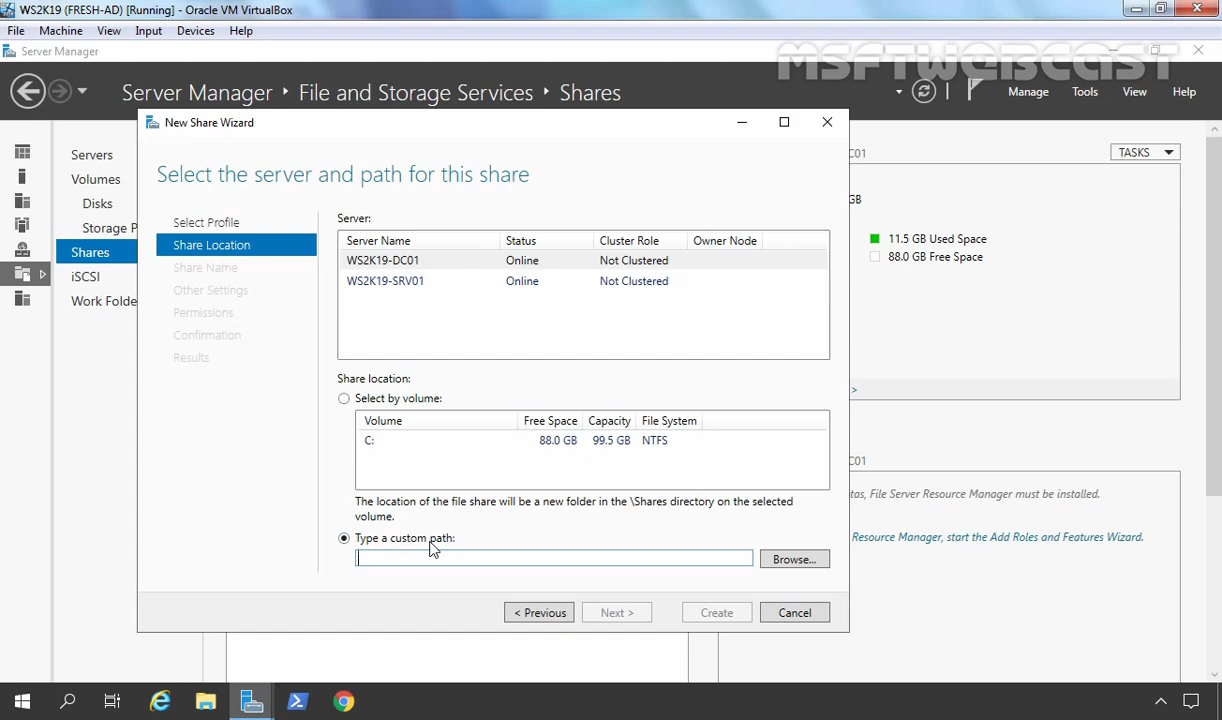 WS2K19 (FRESH-AD) [Running] - Oracle VM VirtualBox
File Machine View Input Devices Help
Server Manager
MSFTWEBCAST
Server Manager ‣ File and Storage Services ‣ Shares
Manage Tools View Help
New Share Wizard
Select the server and path for this share
Servers
Volumes
Disks
Storage P
Shares
iSCSI
Work Folde
Select Profile
Share Location
Share Name
Other Settings
Permissions
Confirmation
Results
Server:
Server Name Status Cluster Role Owner Node
WS2K19-DC01 Online Not Clustered
WS2K19-SRV01 Online Not Clustered
Share location:
Select by volume:
Volume Free Space Capacity File System
C: 88.0 GB 99.5 GB NTFS
The location of the file share will be a new folder in the \Shares directory on the selected
volume.
Type a custom path:
Browse...
< Previous Next > Create Cancel
C01
TASKS
GB
11.5 GB Used Space
88.0 GB Free Space
>
C01
tas, File Server Resource Manager must be installed.
Resource Manager, start the Add Roles and Features Wizard.